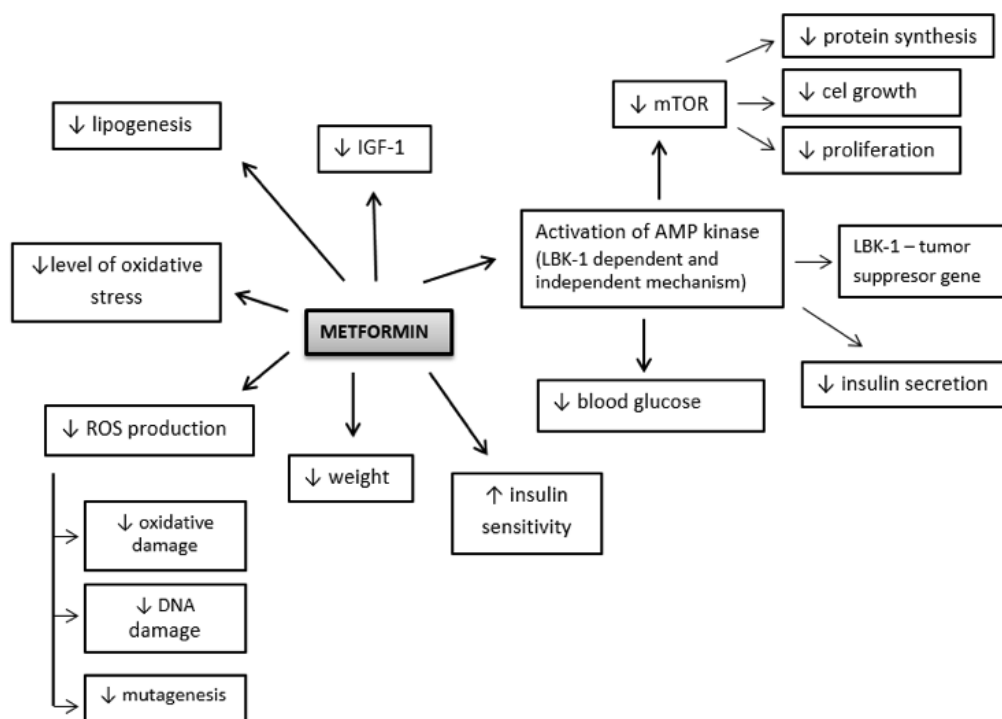 ↓ protein synthesis
↓ mTOR
↓ cel growth
↓ proliferation
↓ lipogenesis
↓ IGF-1
Activation of AMP kinase
(LBK-1 dependent and
independent mechanism)
LBK-1 – tumor
suppresor gene
↓level of oxidative
stress
METFORMIN
↓ insulin secretion
↓ blood glucose
↓ ROS production
↓ weight
↑ insulin
sensitivity
↓ oxidative
damage
↓ DNA
damage
↓ mutagenesis